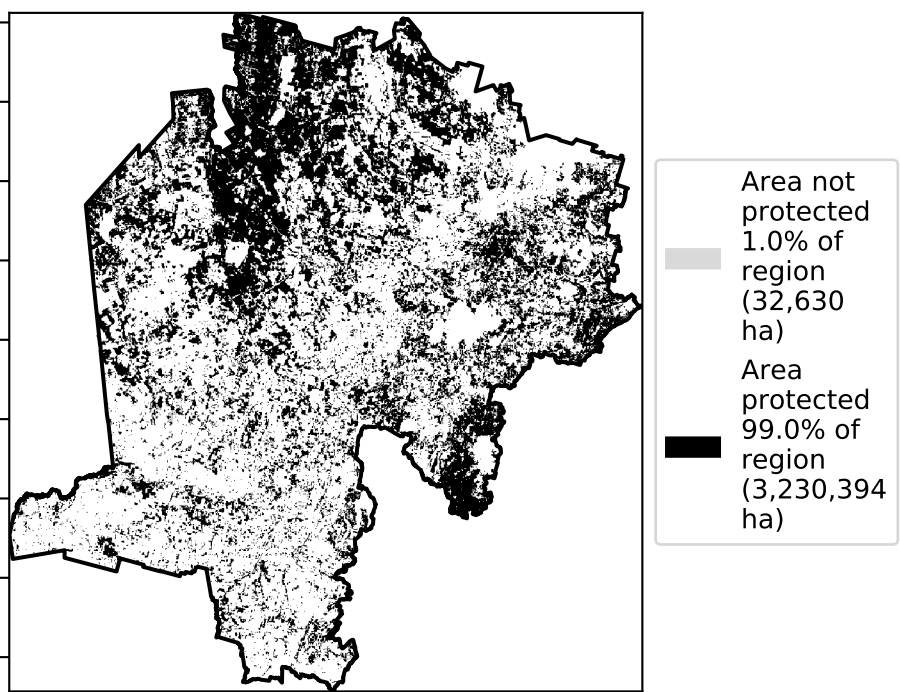 Area not
protected
1.0% of
region
(32,630
ha)
Area
protected
99.0% of
region
(3,230,394
ha)